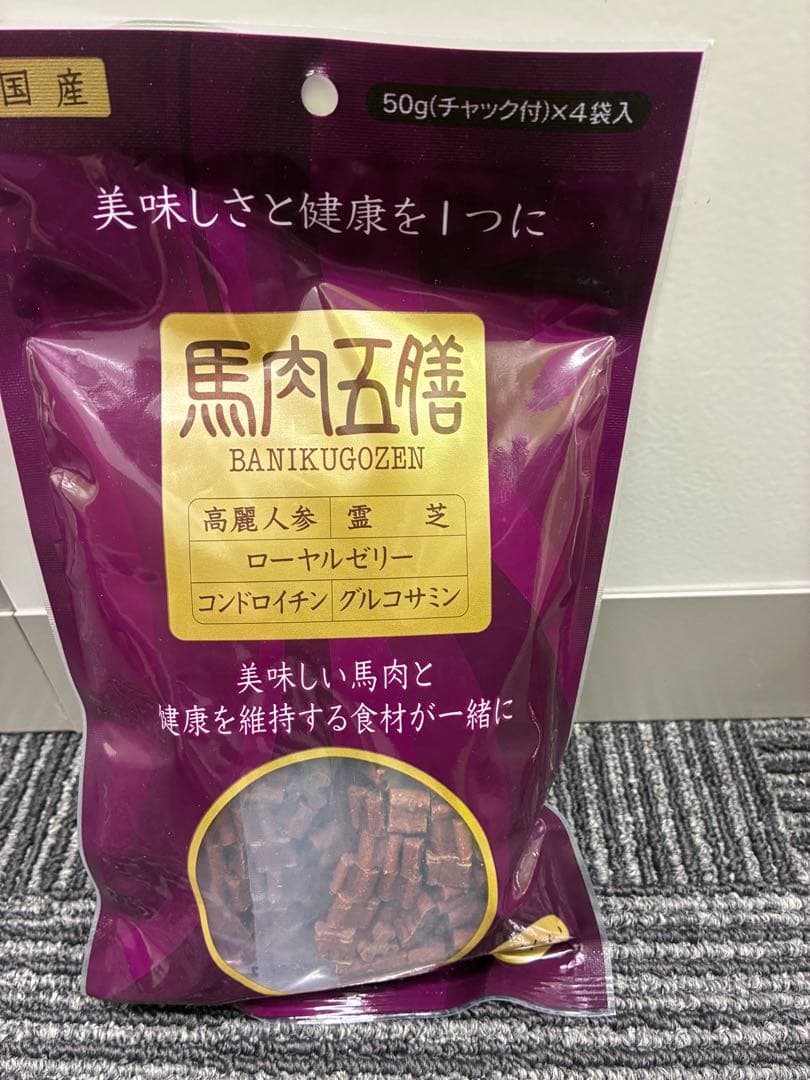 国産
50g(チャック付)×4袋入
美味しさと健康を1つに
馬肉五膳
BANIKUGOZEN
高麗人参 霊芝
ローヤルゼリー
コンドロイチン グルコサミン
美味しい馬肉と
健康を維持する食材が一緒に